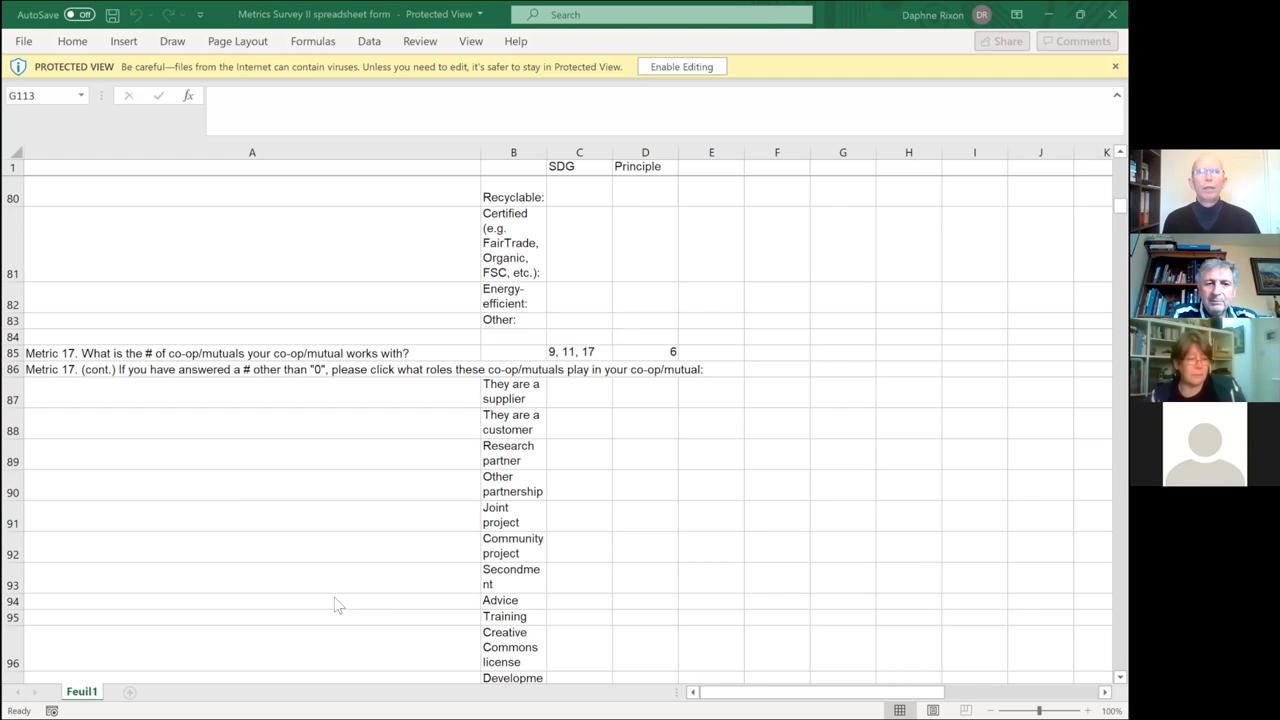 AutoSave Off Metrics Survey II spreadsheet form - Protected View Search Daphne Rixon DR
File Home Insert Draw Page Layout Formulas Data Review View Help Share Comments
PROTECTED VIEW Be careful—files from the Internet can contain viruses. Unless you need to edit, it's safer to stay in Protected View. Enable Editing
G113 fx
A B C D E F G H I J K
1 SDG Principle
80 Recyclable:
81 Certified
(e.g.
FairTrade,
Organic,
FSC, etc.):
82 Energy-
efficient:
83 Other:
84
85 Metric 17. What is the # of co-op/mutuals your co-op/mutual works with? 9, 11, 17 6
86 Metric 17. (cont.) If you have answered a # other than "0", please click what roles these co-op/mutuals play in your co-op/mutual:
87 They are a
supplier
88 They are a
customer
89 Research
partner
90 Other
partnership
91 Joint
project
92 Community
project
93 Secondme
nt
94 Advice
95 Training
96 Creative
Commons
license
Developme
Feuil1
Ready 100%